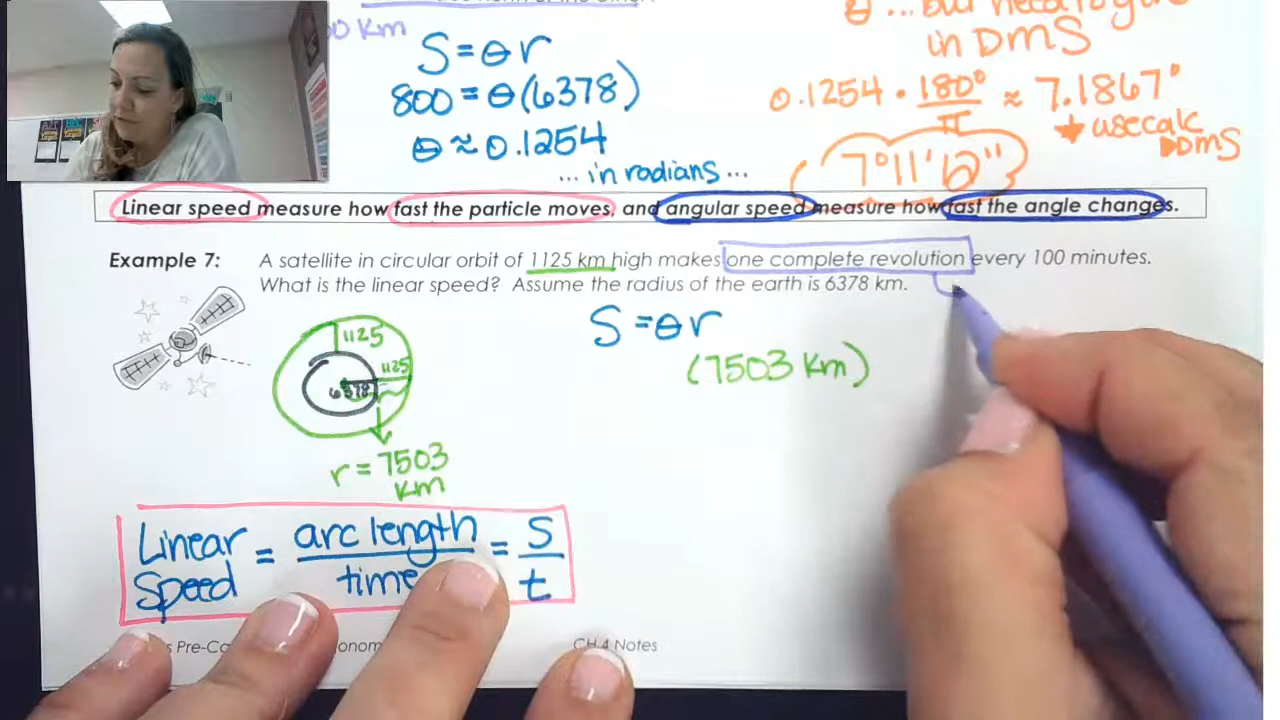 00 Km
S = θr
800 = θ(6378)
θ ≈ 0.1254
... in radians ...
θ ... but need to give
in DMS
0.1254 • 180° / π ≈ 7.1867°
use calc
▶DMS
7°11'12"
Linear speed measure how fast the particle moves, and angular speed measure how fast the angle changes.
Example 7: A satellite in circular orbit of 1125 km high makes one complete revolution every 100 minutes.
What is the linear speed? Assume the radius of the earth is 6378 km.
1125
1125
6378
r = 7503
km
S = θr
(7503 km)
Linear Speed = arc length / time = S / t
s Pre-Ca
onom
CH 4 Notes